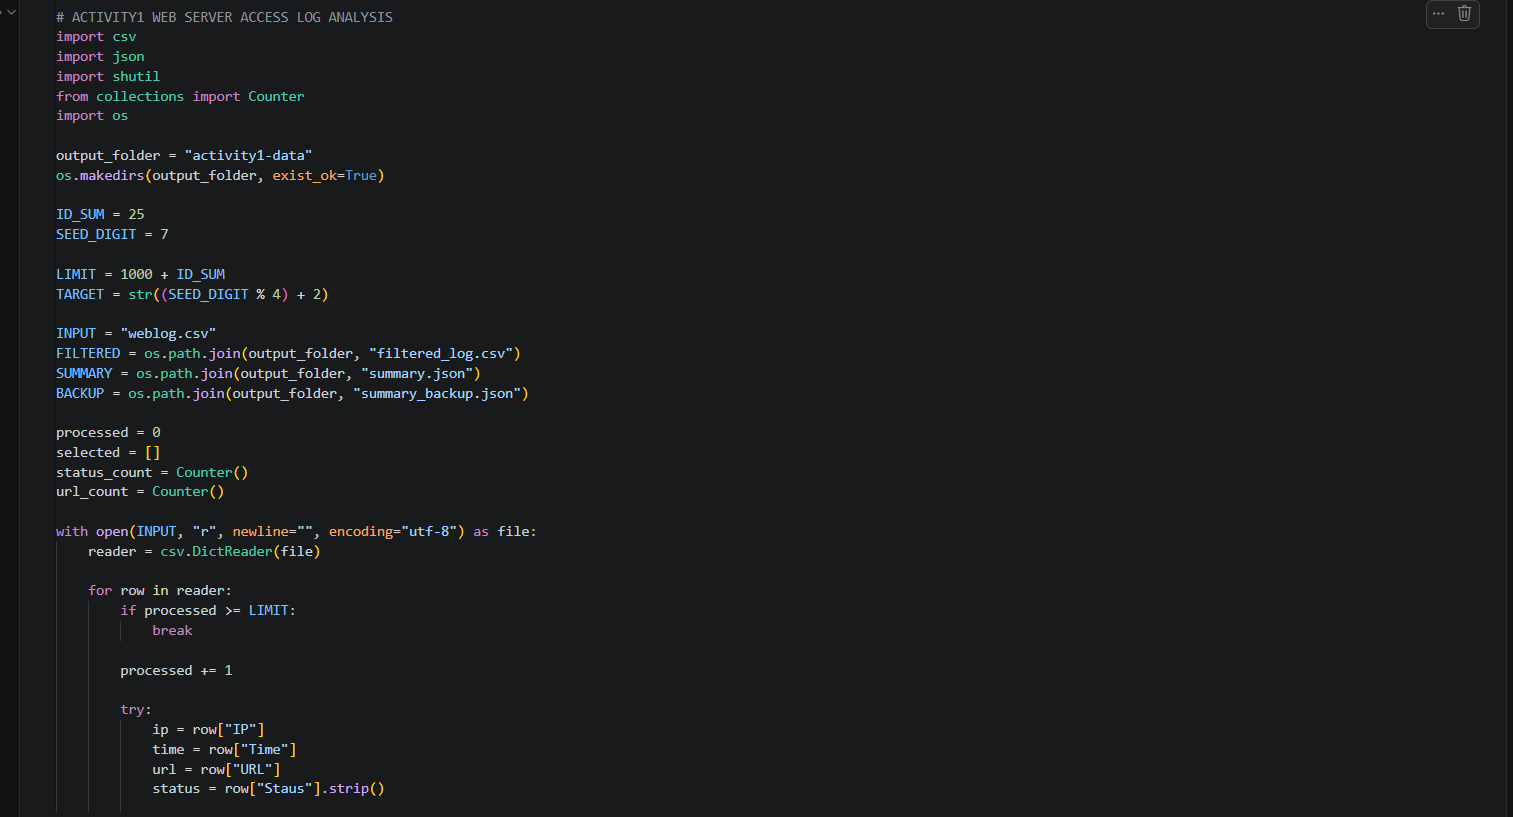 # ACTIVITY1 WEB SERVER ACCESS LOG ANALYSIS
import csv
import json
import shutil
from collections import Counter
import os

output_folder = "activity1-data"
os.makedirs(output_folder, exist_ok=True)

ID_SUM = 25
SEED_DIGIT = 7

LIMIT = 1000 + ID_SUM
TARGET = str((SEED_DIGIT % 4) + 2)

INPUT = "weblog.csv"
FILTERED = os.path.join(output_folder, "filtered_log.csv")
SUMMARY = os.path.join(output_folder, "summary.json")
BACKUP = os.path.join(output_folder, "summary_backup.json")

processed = 0
selected = []
status_count = Counter()
url_count = Counter()

with open(INPUT, "r", newline="", encoding="utf-8") as file:
    reader = csv.DictReader(file)

    for row in reader:
        if processed >= LIMIT:
            break

        processed += 1

        try:
            ip = row["IP"]
            time = row["Time"]
            url = row["URL"]
            status = row["Staus"].strip()